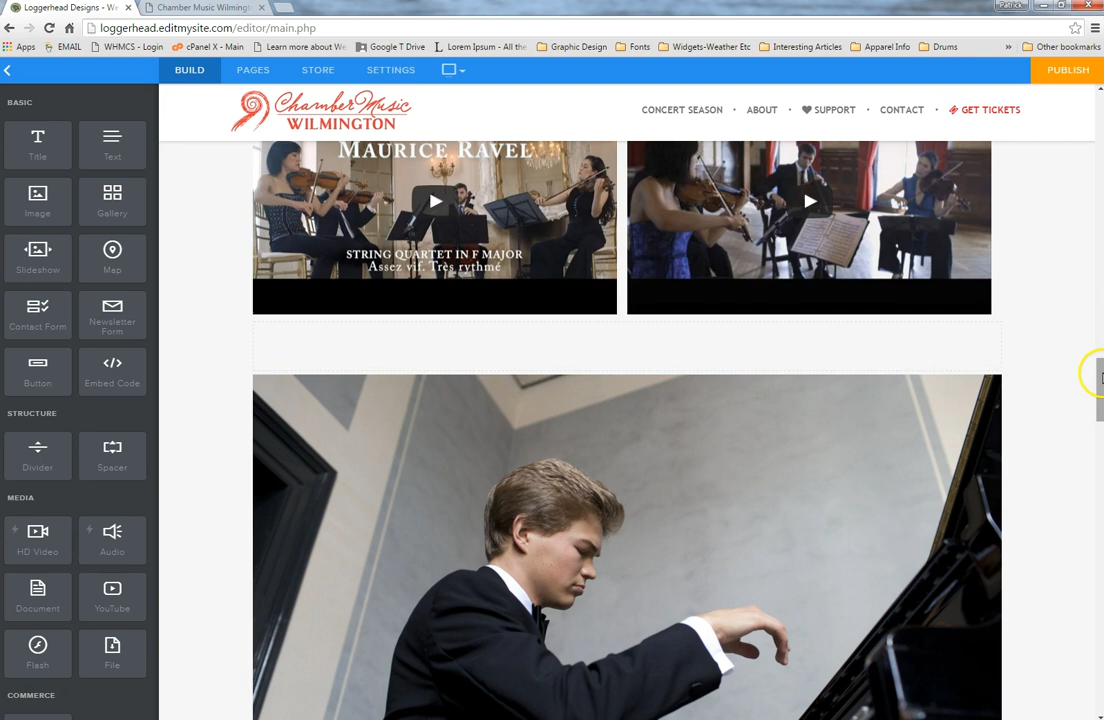 Loggerhead Designs - W
Chamber Music Wilmingt
Patrick
loggerhead.editmysite.com/editor/main.php
Apps
EMAIL
WHMCS - Login
cPanel X - Main
Learn more about We
Google T Drive
Lorem Ipsum - All the
Graphic Design
Fonts
Widgets-Weather Etc
Interesting Articles
Apparel Info
Drums
»
Other bookmarks
BUILD
PAGES
STORE
SETTINGS
PUBLISH
BASIC
Title
Text
Image
Gallery
Slideshow
Map
Contact Form
Newsletter
Form
Button
Embed Code
STRUCTURE
Divider
Spacer
MEDIA
HD Video
Audio
Document
YouTube
Flash
File
COMMERCE
Chamber Music
WILMINGTON
CONCERT SEASON
ABOUT
SUPPORT
CONTACT
GET TICKETS
MAURICE RAVEL
STRING QUARTET IN F MAJOR
Assez vif. Très rythmé